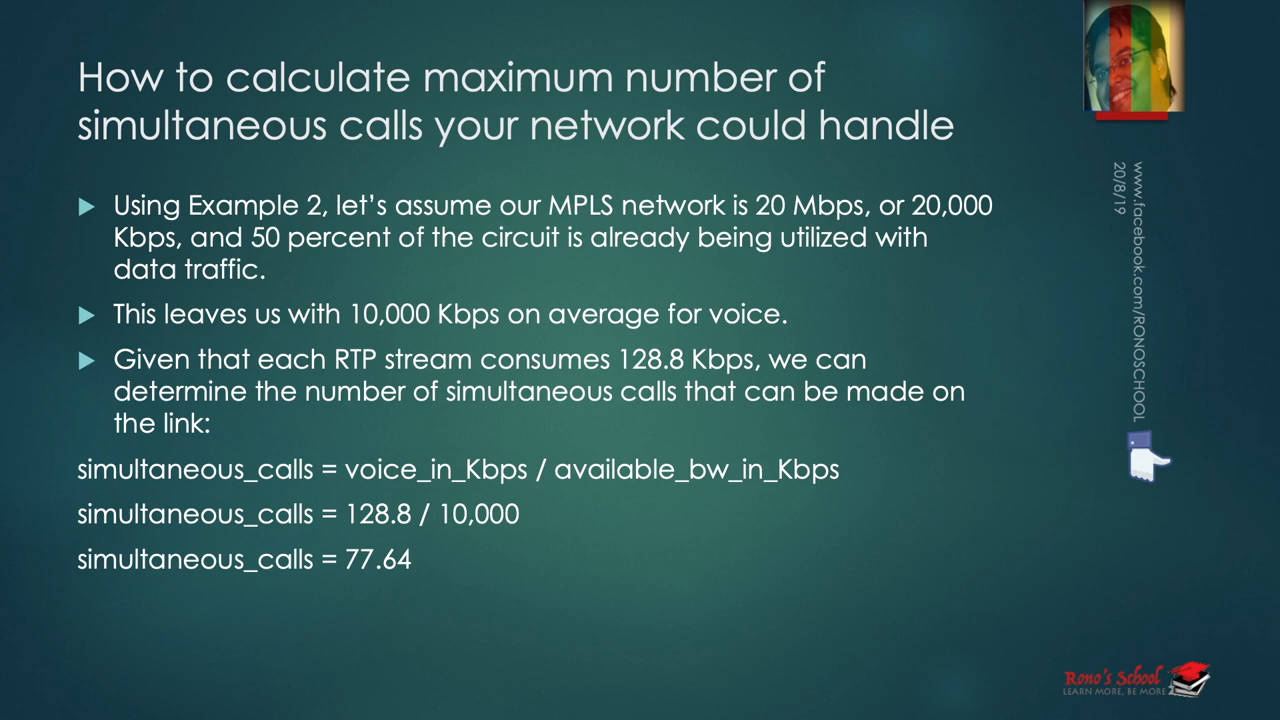 How to calculate maximum number of
simultaneous calls your network could handle
Using Example 2, let's assume our MPLS network is 20 Mbps, or 20,000
Kbps, and 50 percent of the circuit is already being utilized with
data traffic.
This leaves us with 10,000 Kbps on average for voice.
Given that each RTP stream consumes 128.8 Kbps, we can
determine the number of simultaneous calls that can be made on
the link:
simultaneous_calls = voice_in_Kbps / available_bw_in_Kbps
simultaneous_calls = 128.8 / 10,000
simultaneous_calls = 77.64
www.facebook.com/RONOSCHOOL
20/8/19
Rono's School
LEARN MORE, BE MORE